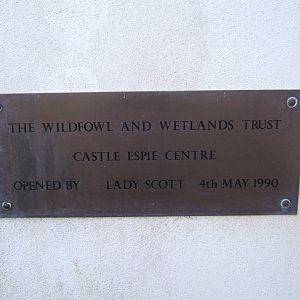 THE WILDFOWL AND WETLANDS TRUST
CASTLE ESPIE CENTRE
OPENED BY LADY SCOTT 4th MAY 1990